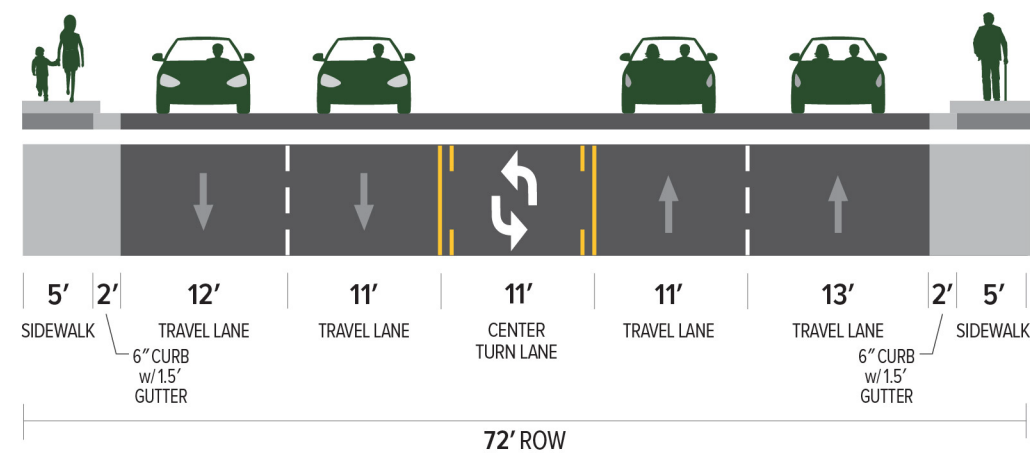 5′ 2′ 12′ 11′ 11′ 11′ 13′ 2′ 5′
SIDEWALK TRAVEL LANE TRAVEL LANE CENTER TRAVEL LANE TRAVEL LANE SIDEWALK
TURN LANE
6″ CURB 6″ CURB
w/ 1.5′ w/ 1.5′
GUTTER GUTTER
72′ ROW